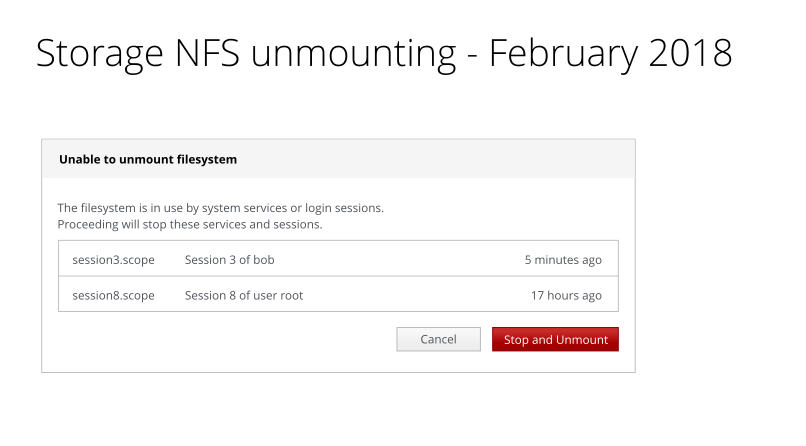 Storage NFS unmounting - February 2018
Unable to unmount filesystem
The filesystem is in use by system services or login sessions.
Proceeding will stop these services and sessions.
session3.scope Session 3 of bob 5 minutes ago
session8.scope Session 8 of user root 17 hours ago
Cancel Stop and Unmount